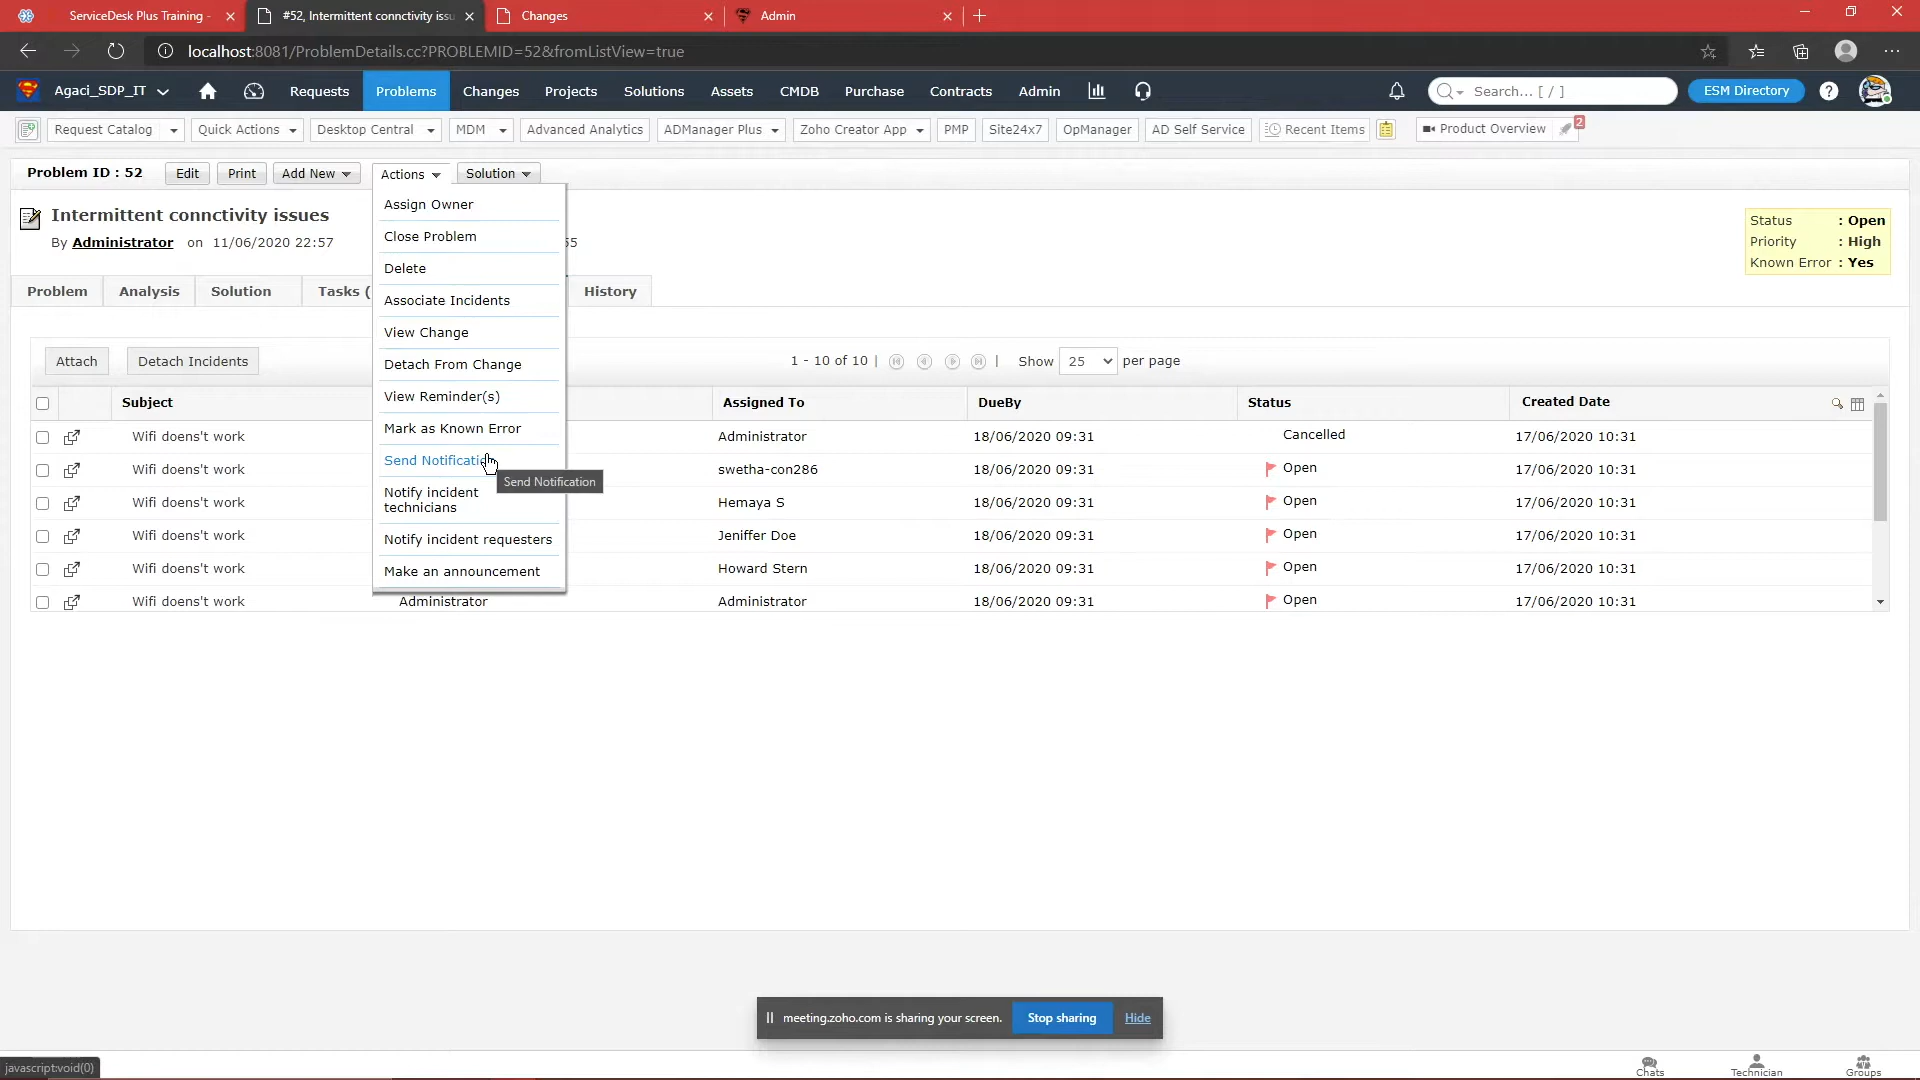 ServiceDesk Plus Training -
#52, Intermittent connctivity issu
Changes
Admin
localhost:8081/ProblemDetails.cc?PROBLEMID=52&fromListView=true
Agaci_SDP_IT
Requests
Problems
Changes
Projects
Solutions
Assets
CMDB
Purchase
Contracts
Admin
Search... [ / ]
ESM Directory
?
Request Catalog
Quick Actions
Desktop Central
MDM
Advanced Analytics
ADManager Plus
Zoho Creator App
PMP
Site24x7
OpManager
AD Self Service
Recent Items
Product Overview
2
Problem ID : 52
Edit
Print
Add New
Actions
Solution
Intermittent connctivity issues
By Administrator on 11/06/2020 22:57
55
Status : Open
Priority : High
Known Error : Yes
Problem
Analysis
Solution
Tasks (
History
Assign Owner
Close Problem
Delete
Associate Incidents
View Change
Detach From Change
View Reminder(s)
Mark as Known Error
Send Notificati
Send Notification
Notify incident
technicians
Notify incident requesters
Make an announcement
Attach
Detach Incidents
1 - 10 of 10 |
| Show 25 per page
Subject Assigned To DueBy Status Created Date
Wifi doens't work Administrator 18/06/2020 09:31 Cancelled 17/06/2020 10:31
Wifi doens't work swetha-con286 18/06/2020 09:31 Open 17/06/2020 10:31
Wifi doens't work Hemaya S 18/06/2020 09:31 Open 17/06/2020 10:31
Wifi doens't work Jeniffer Doe 18/06/2020 09:31 Open 17/06/2020 10:31
Wifi doens't work Howard Stern 18/06/2020 09:31 Open 17/06/2020 10:31
Wifi doens't work Administrator Administrator 18/06/2020 09:31 Open 17/06/2020 10:31
meeting.zoho.com is sharing your screen.
Stop sharing
Hide
javascript:void(0)
Chats
Technician
Groups